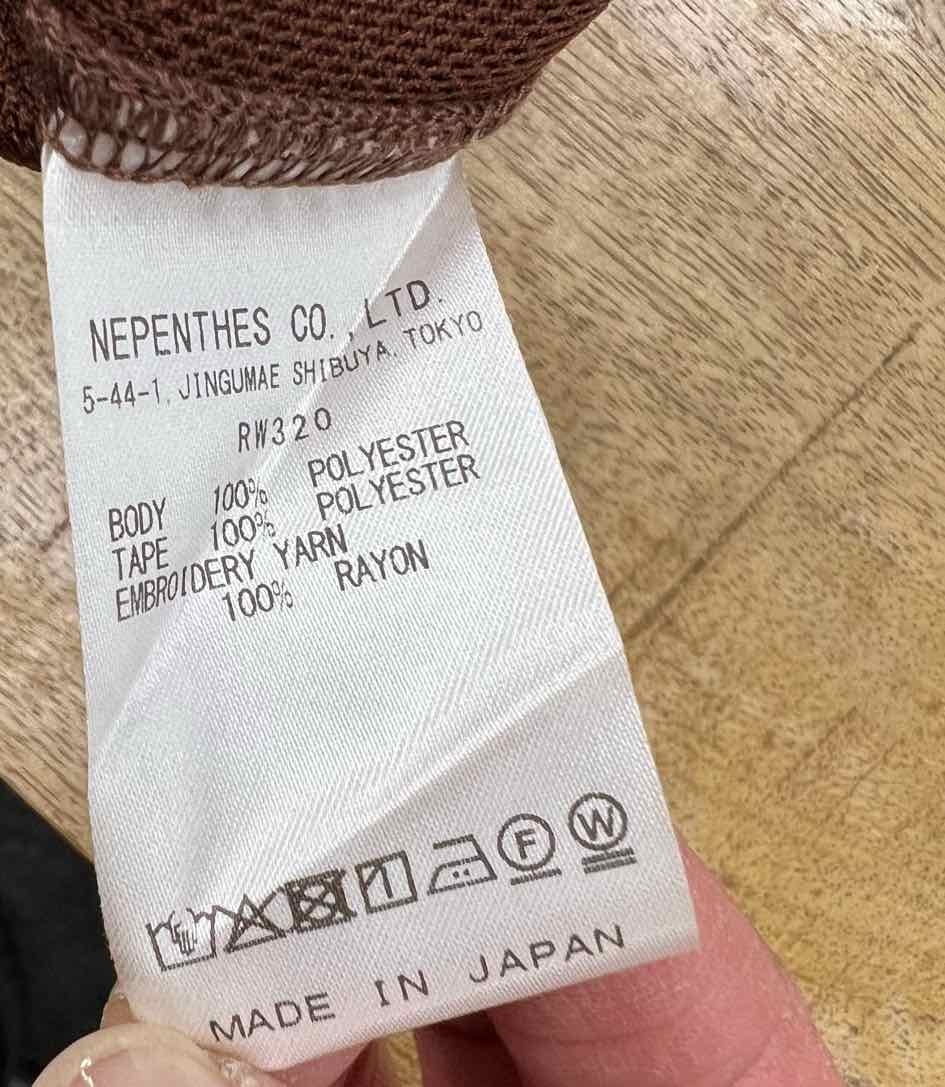 NEPENTHES CO.,LTD.
5-44-1, JINGUMAE SHIBUYA, TOKYO
RW320
BODY 100% POLYESTER
TAPE 100% POLYESTER
EMBROIDERY YARN
100% RAYON
F W
MADE IN JAPAN